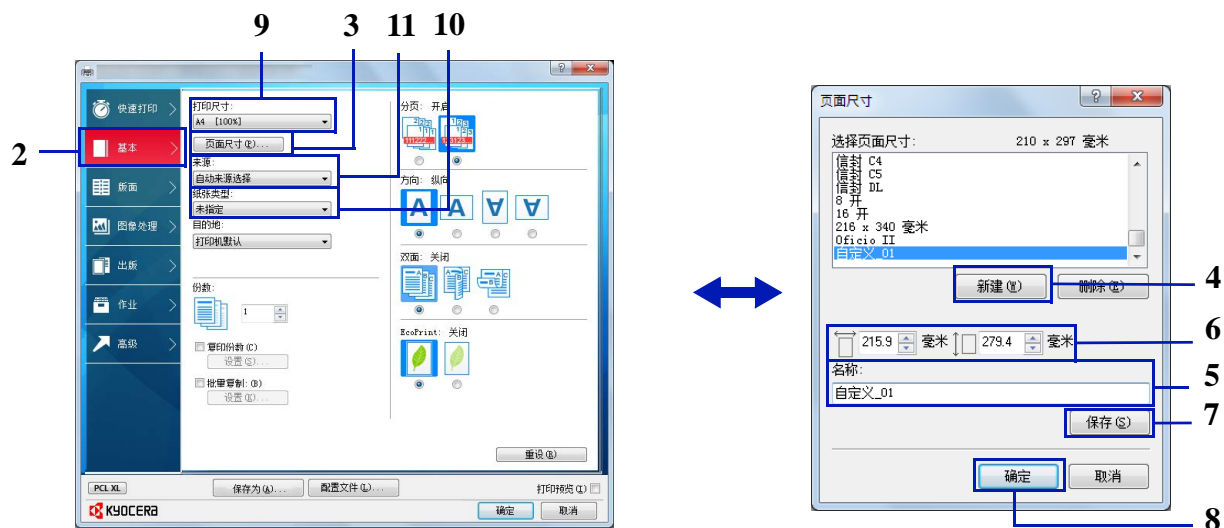 9
3
11
10
快速打印
打印尺寸:
A4 [100%]
分页: 开启
2
基本
页面尺寸(P)...
来源:
自动来源选择
版面
纸张类型:
未指定
方向: 纵向
图像处理
目的地:
打印机默认
出版
双面: 关闭
作业
份数:
1
高级
复印份数(C)
设置(S)...
EcoPrint: 关闭
批量复制: (B)
设置(K)...
重设(R)
PCL XL
保存为(A)...
配置文件(L)...
打印预览(I)
KYOCERA
确定
取消
页面尺寸
选择页面尺寸:
210 x 297 毫米
信封 C4
信封 C5
信封 DL
8 开
16 开
216 x 340 毫米
Oficio II
自定义_01
新建(W)
删除(E)
4
215.9 毫米 279.4 毫米
6
名称:
自定义_01
5
保存(S)
7
确定
取消
8